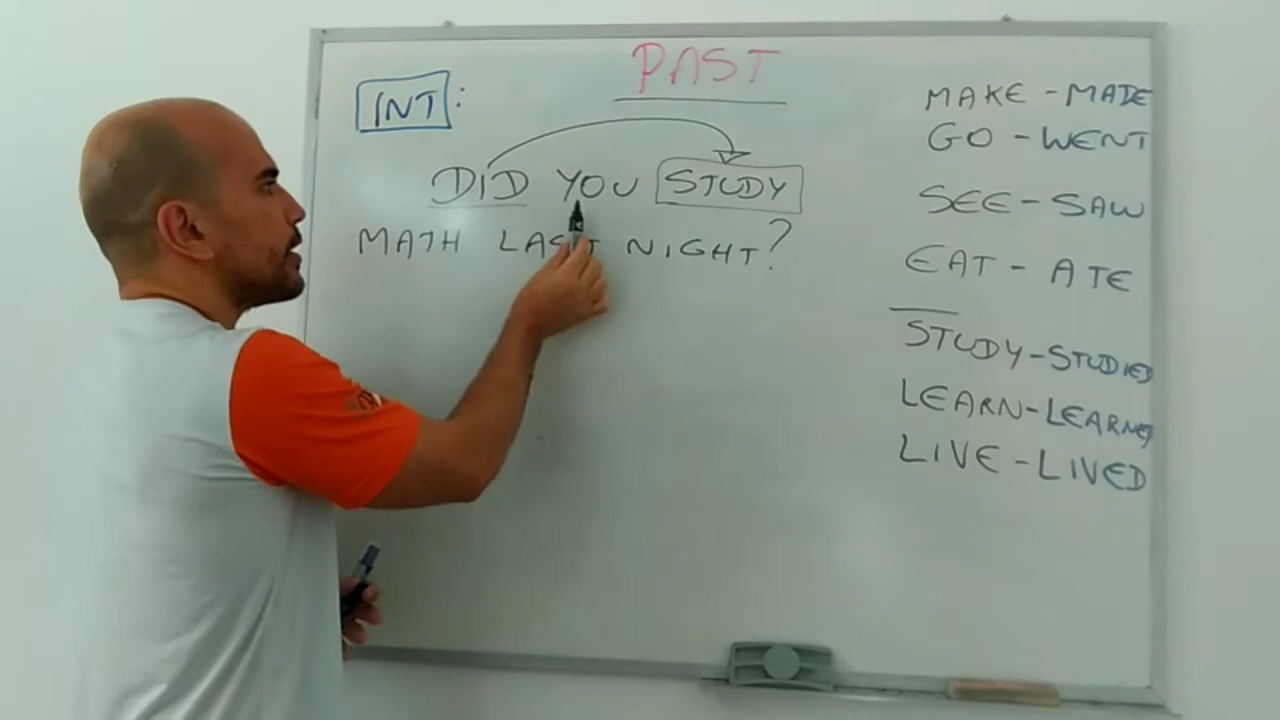 PAST
INT:
DID YOU STUDY
MATH LAST NIGHT?
MAKE - MADE
GO - WENT
SEE - SAW
EAT - ATE
STUDY - STUDIED
LEARN - LEARNED
LIVE - LIVED